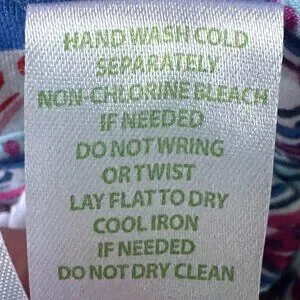 HAND WASH COLD
SEPARATELY
NON-CHLORINE BLEACH
IF NEEDED
DO NOT WRING
OR TWIST
LAY FLAT TO DRY
COOL IRON
IF NEEDED
DO NOT DRY CLEAN